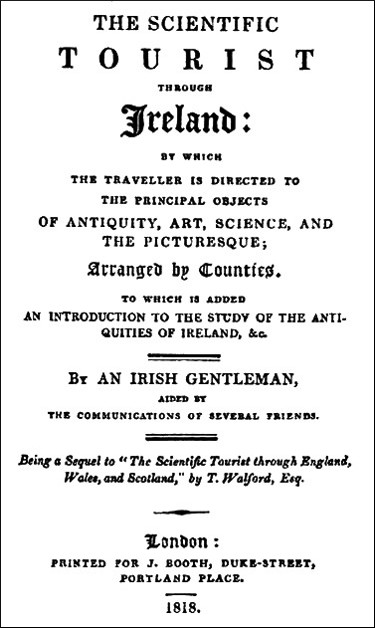 THE SCIENTIFIC
TOURIST
THROUGH
Ireland:
BY WHICH
THE TRAVELLER IS DIRECTED TO
THE PRINCIPAL OBJECTS
OF ANTIQUITY, ART, SCIENCE, AND
THE PICTURESQUE;
Arranged by Counties.
TO WHICH IS ADDED
AN INTRODUCTION TO THE STUDY OF THE ANTI-
QUITIES OF IRELAND, &c.
BY AN IRISH GENTLEMAN,
AIDED BY
THE COMMUNICATIONS OF SEVERAL FRIENDS.
Being a Sequel to "The Scientific Tourist through England,
Wales, and Scotland," by T. Walford, Esq.
London:
PRINTED FOR J. BOOTH, DUKE-STREET,
PORTLAND PLACE.
1818.